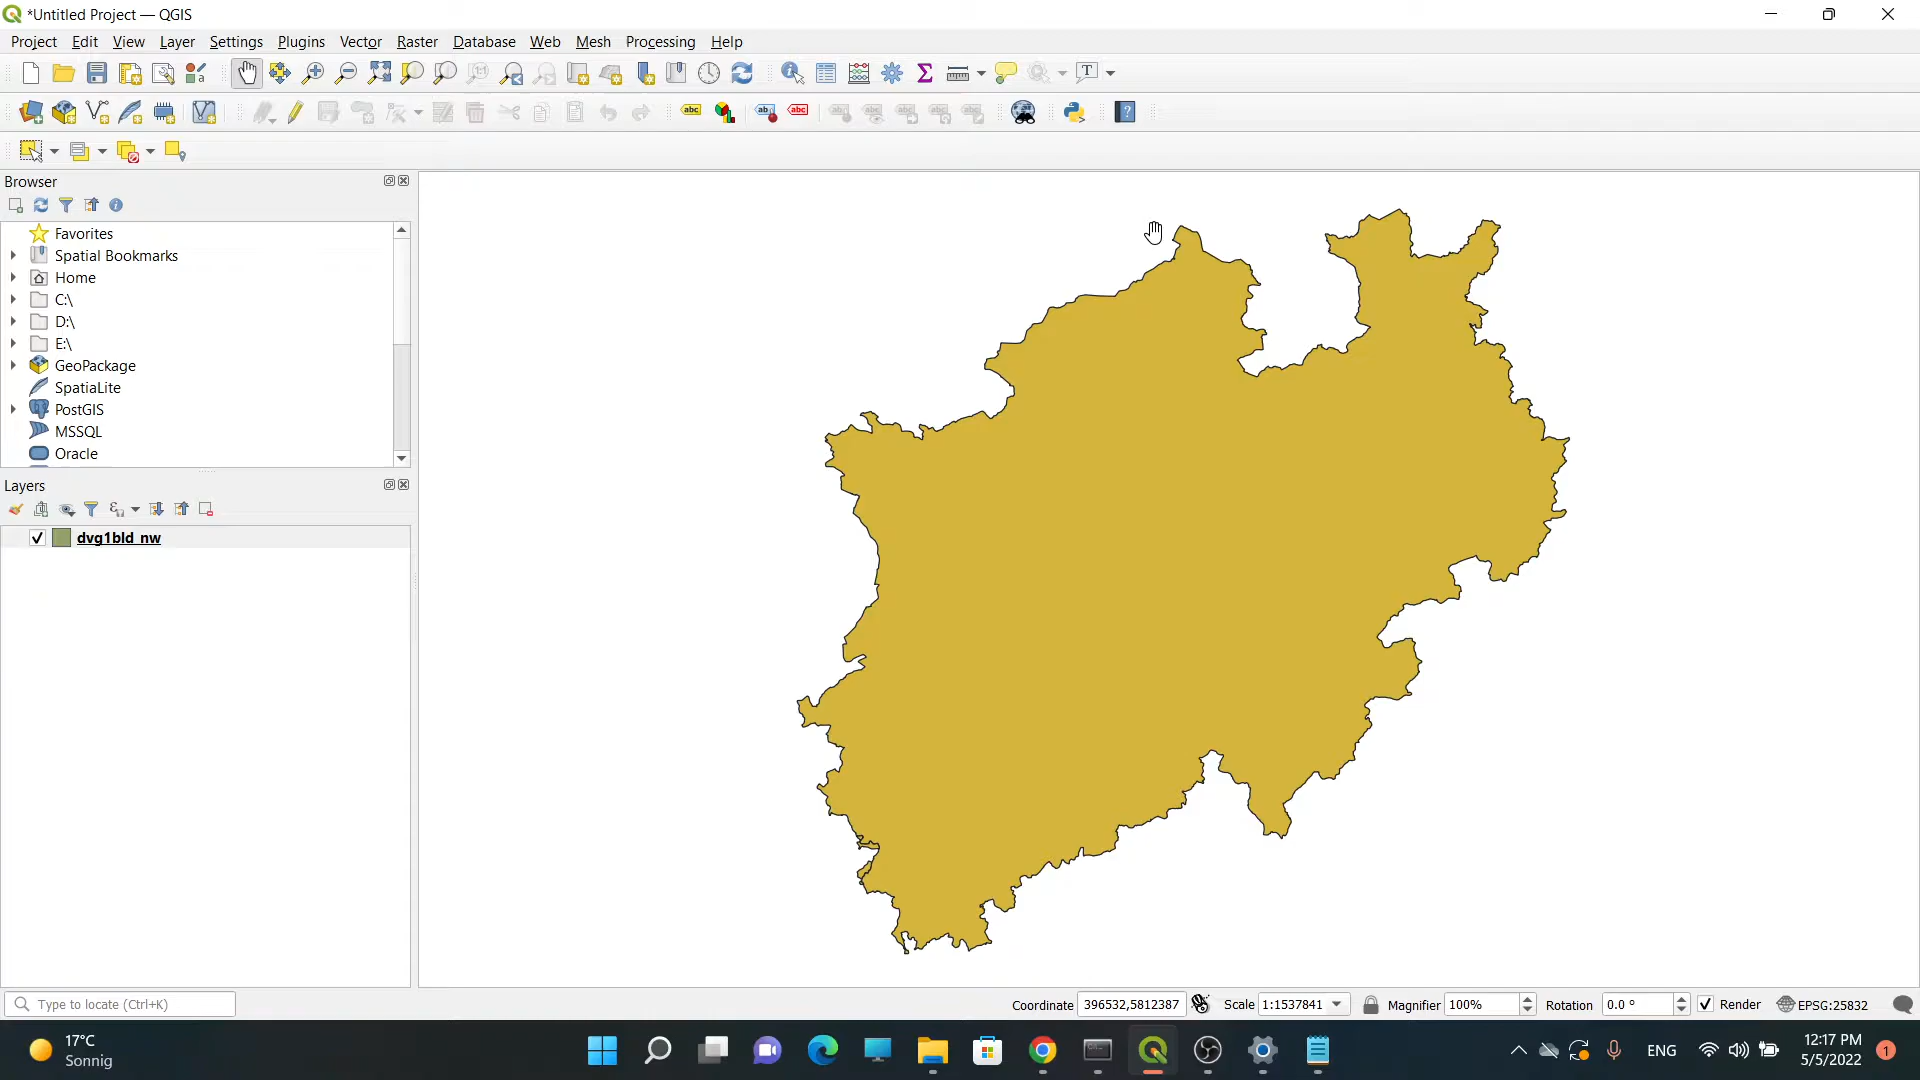 *Untitled Project — QGIS
Project Edit View Layer Settings Plugins Vector Raster Database Web Mesh Processing Help
Browser
Favorites
Spatial Bookmarks
Home
C:\
D:\
E:\
GeoPackage
SpatiaLite
PostGIS
MSSQL
Oracle
Layers
dvg1bld_nw
Type to locate (Ctrl+K)
Coordinate 396532,5812387 Scale 1:1537841 Magnifier 100% Rotation 0.0 ° Render EPSG:25832
17°C
Sonnig
ENG
12:17 PM
5/5/2022
1